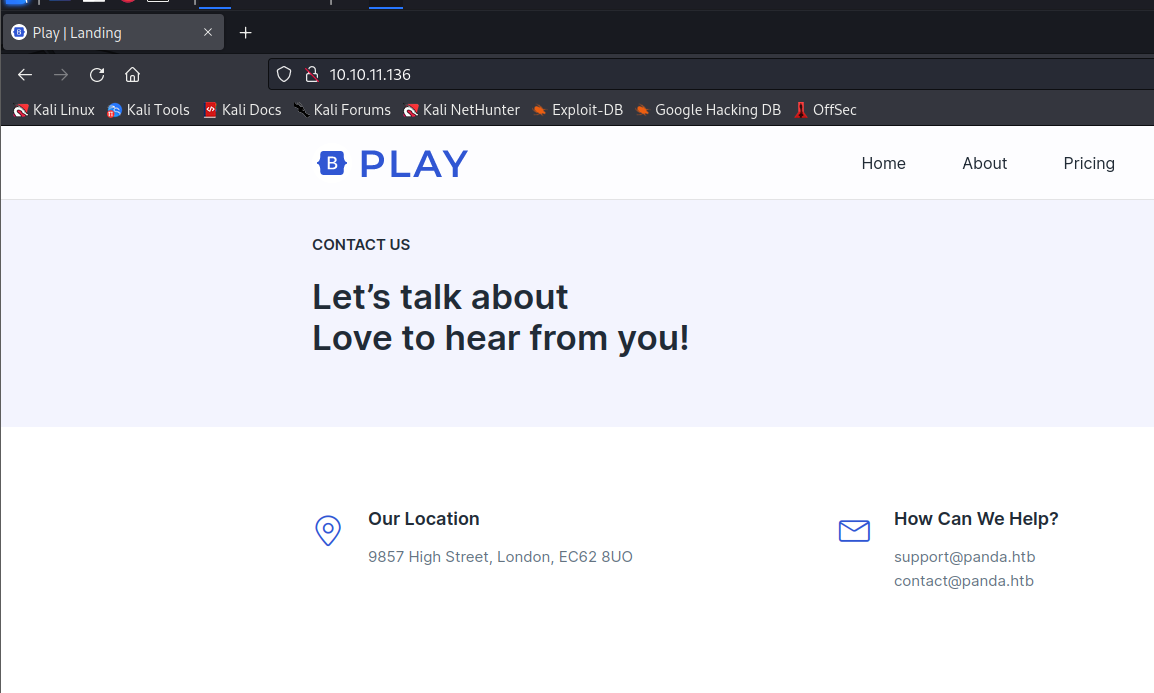 Play | Landing
10.10.11.136
Kali Linux Kali Tools Kali Docs Kali Forums Kali NetHunter Exploit-DB Google Hacking DB OffSec
B PLAY Home About Pricing
CONTACT US
Let’s talk about
Love to hear from you!
Our Location
9857 High Street, London, EC62 8UO
How Can We Help?
support@panda.htb
contact@panda.htb